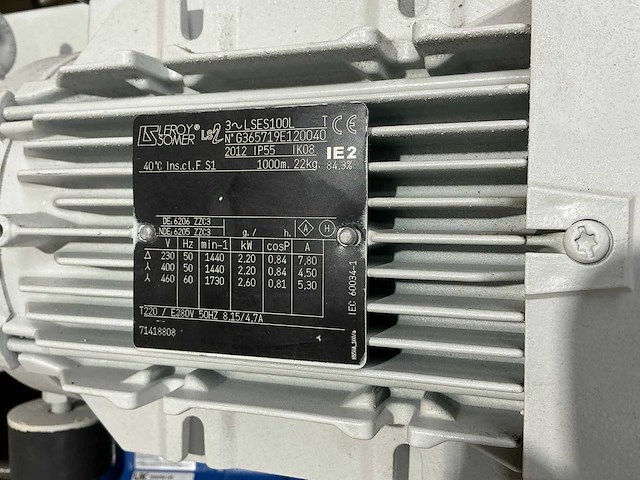 LEROY® SOMER LS2 3~LSES100L T CE
N°G365719E120040
2012 IP55 IK08 IE2
40°C Ins.cl.F S1 1000m.22kg. 84,3%
DE 6206 ZZC3
NDE 6205 ZZC3 g./ h. A H
V Hz min-1 kW cosP A
Δ 230 50 1440 2.20 0.84 7.80
⅄ 400 50 1440 2.20 0.84 4.50
⅄ 460 60 1730 2.60 0.81 5.30
T220 / E280V 50HZ 8.15/4.7A
71418808
IEC 60034-1